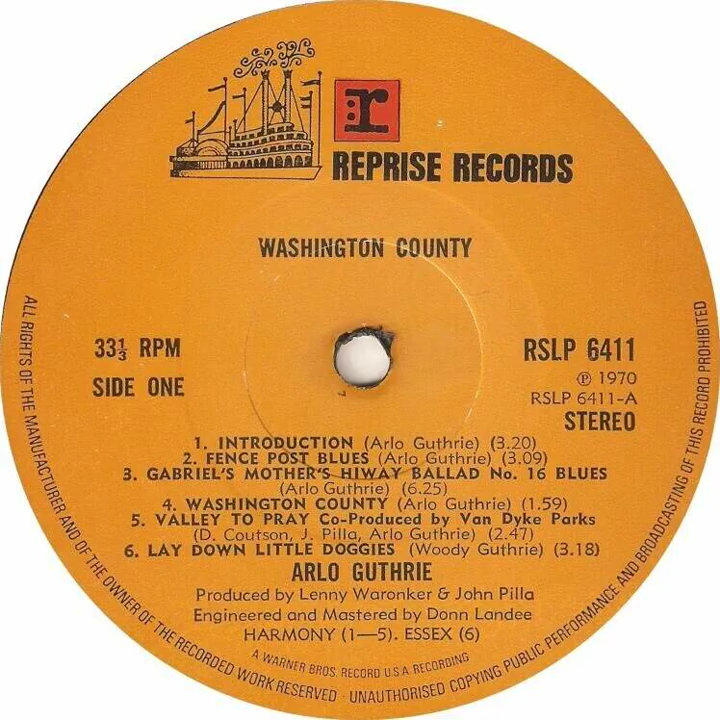 :r
REPRISE RECORDS
WASHINGTON COUNTY
33⅓ RPM
SIDE ONE
RSLP 6411
℗ 1970
RSLP 6411-A
STEREO
1. INTRODUCTION (Arlo Guthrie) (3.20)
2. FENCE POST BLUES (Arlo Guthrie) (3.09)
3. GABRIEL'S MOTHER'S HIWAY BALLAD No. 16 BLUES
(Arlo Guthrie) (6.25)
4. WASHINGTON COUNTY (Arlo Guthrie) (1.59)
5. VALLEY TO PRAY Co-Produced by Van Dyke Parks
(D. Coutson, J. Pilla, Arlo Guthrie) (2.47)
6. LAY DOWN LITTLE DOGGIES (Woody Guthrie) (3.18)
ARLO GUTHRIE
Produced by Lenny Waronker & John Pilla
Engineered and Mastered by Donn Landee
HARMONY (1—5). ESSEX (6)
A WARNER BROS. RECORD U.S.A. RECORDING
ALL RIGHTS OF THE MANUFACTURER AND OF THE OWNER OF THE RECORDED WORK RESERVED · UNAUTHORISED COPYING PUBLIC PERFORMANCE AND BROADCASTING OF THIS RECORD PROHIBITED